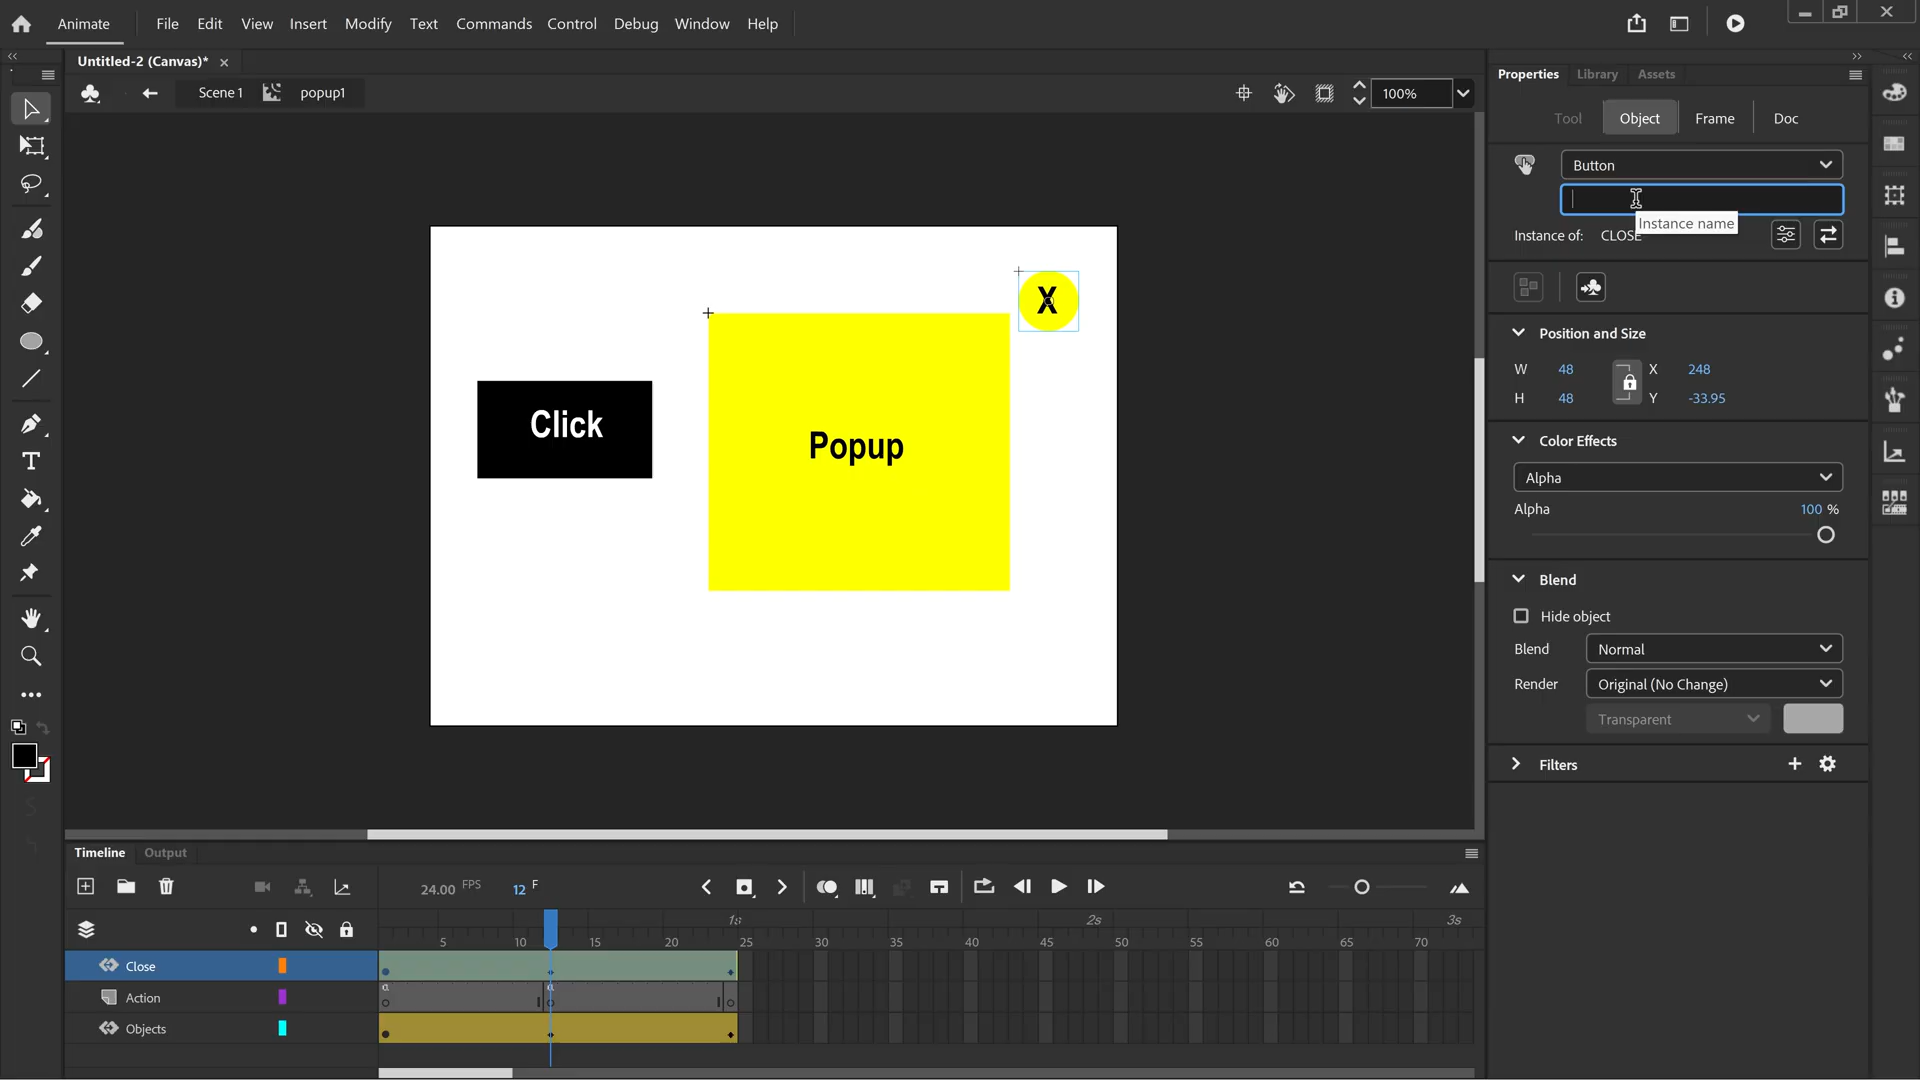 Animate File Edit View Insert Modify Text Commands Control Debug Window Help
Untitled-2 (Canvas)*
Scene 1 popup1 100%
Properties Library Assets
Tool Object Frame Doc
Button
Instance name
Instance of: CLOSE
Position and Size
W 48 X 248
H 48 Y -33.95
Color Effects
Alpha
Alpha 100 %
Blend
Hide object
Blend Normal
Render Original (No Change)
Transparent
Filters
X
Click
Popup
Timeline Output
24.00 FPS 12 F
1s 2s 3s
5 10 15 20 25 30 35 40 45 50 55 60 65 70
Close
Action
a a
Objects